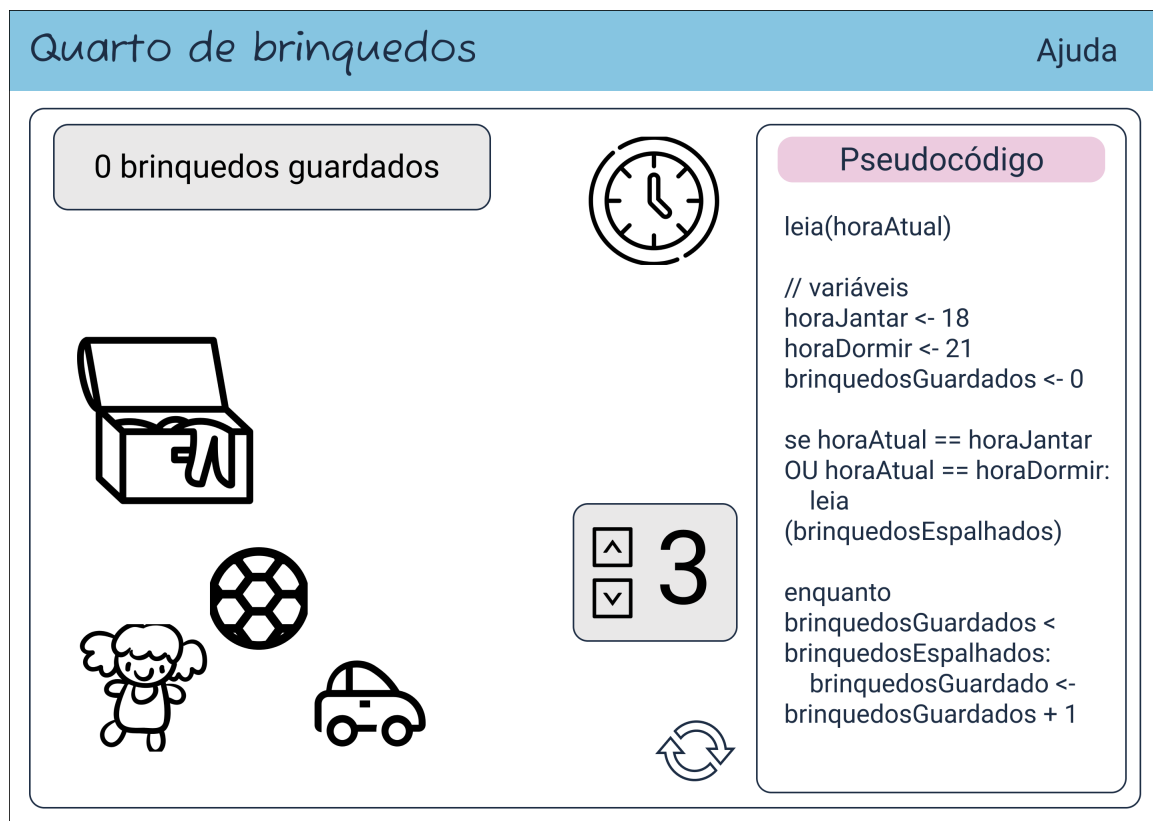 Quarto de brinquedos
Ajuda
0 brinquedos guardados
3
Pseudocódigo
leia(horaAtual)
// variáveis
horaJantar <- 18
horaDormir <- 21
brinquedosGuardados <- 0
se horaAtual == horaJantar
OU horaAtual == horaDormir:
leia
(brinquedosEspalhados)
enquanto
brinquedosGuardados <
brinquedosEspalhados:
brinquedosGuardado <-
brinquedosGuardados + 1